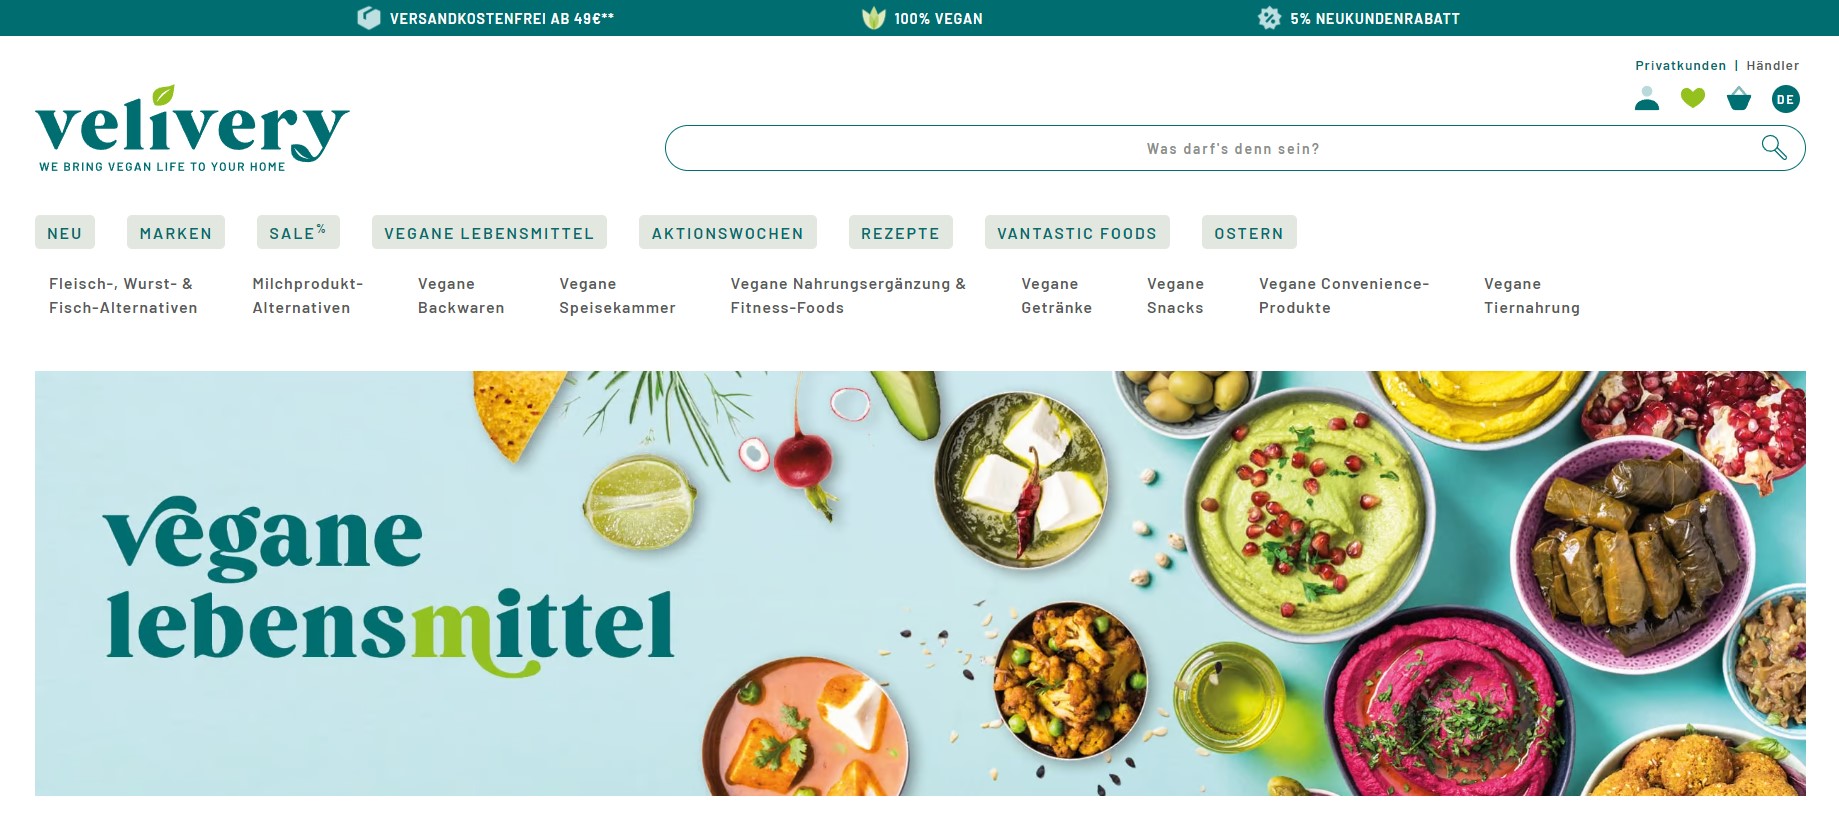 VERSANDKOSTENFREI AB 49€**
100% VEGAN
5% NEUKUNDENRABATT
Privatkunden | Händler
DE
velivery
WE BRING VEGAN LIFE TO YOUR HOME
Was darf's denn sein?
NEU
MARKEN
SALE%
VEGANE LEBENSMITTEL
AKTIONSWOCHEN
REZEPTE
VANTASTIC FOODS
OSTERN
Fleisch-, Wurst- &
Fisch-Alternativen
Milchprodukt-
Alternativen
Vegane
Backwaren
Vegane
Speisekammer
Vegane Nahrungsergänzung &
Fitness-Foods
Vegane
Getränke
Vegane
Snacks
Vegane Convenience-
Produkte
Vegane
Tiernahrung
vegane
lebensmittel